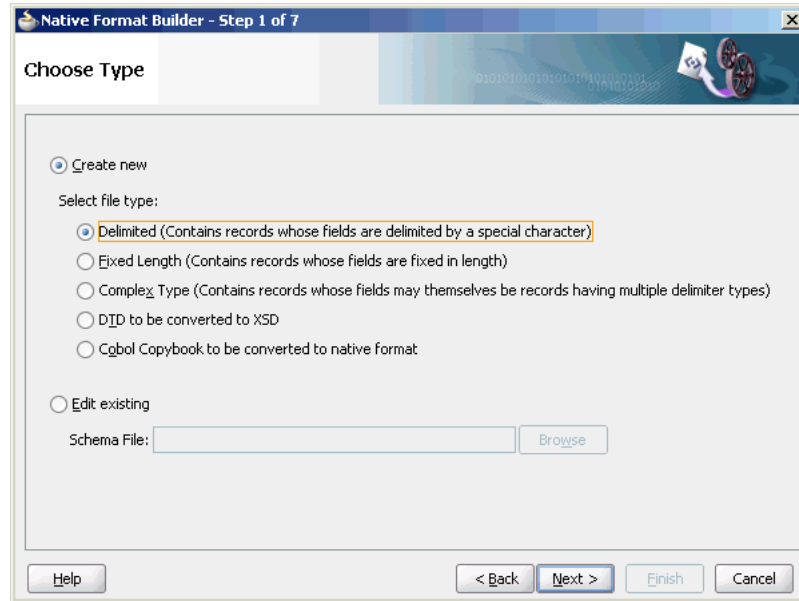 Native Format Builder - Step 1 of 7
Choose Type
010101010101010101010101
01010101010
Create new
Select file type:
Delimited (Contains records whose fields are delimited by a special character)
Fixed Length (Contains records whose fields are fixed in length)
Complex Type (Contains records whose fields may themselves be records having multiple delimiter types)
DTD to be converted to XSD
Cobol Copybook to be converted to native format
Edit existing
Schema File: Browse
Help < Back Next > Finish Cancel